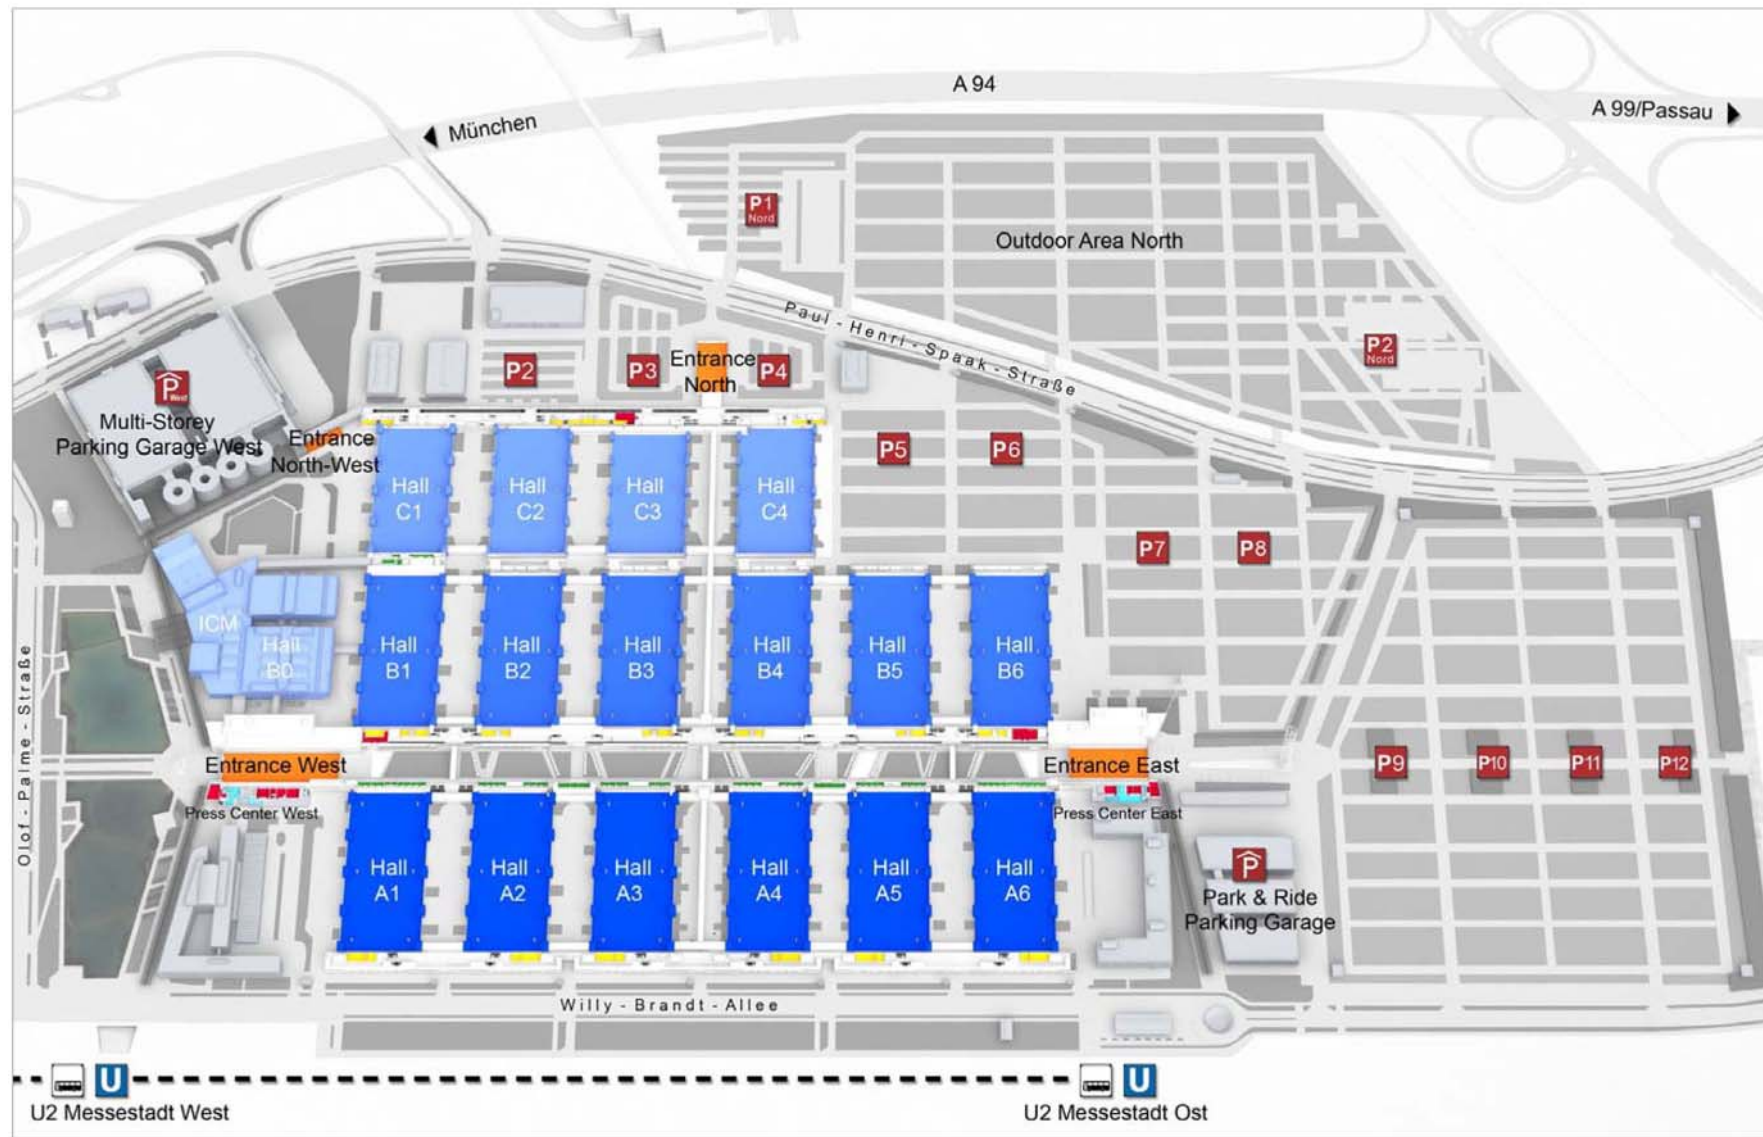 A 94
A 99/Passau
München
P1
Nord
Outdoor Area North
Paul - Henri - Spaak - Straße
P2
Nord
P2
P3
Entrance
North
P4
P
West
Multi-Storey
Parking Garage West
Entrance
North-West
P5
P6
Hall
C1
Hall
C2
Hall
C3
Hall
C4
P7
P8
ICM
Hall
B0
Hall
B1
Hall
B2
Hall
B3
Hall
B4
Hall
B5
Hall
B6
Olof - Palme - Straße
Entrance West
Entrance East
P9
P10
P11
P12
Press Center West
Press Center East
Hall
A1
Hall
A2
Hall
A3
Hall
A4
Hall
A5
Hall
A6
P
Park & Ride
Parking Garage
Willy - Brandt - Allee
U
U2 Messestadt West
U
U2 Messestadt Ost